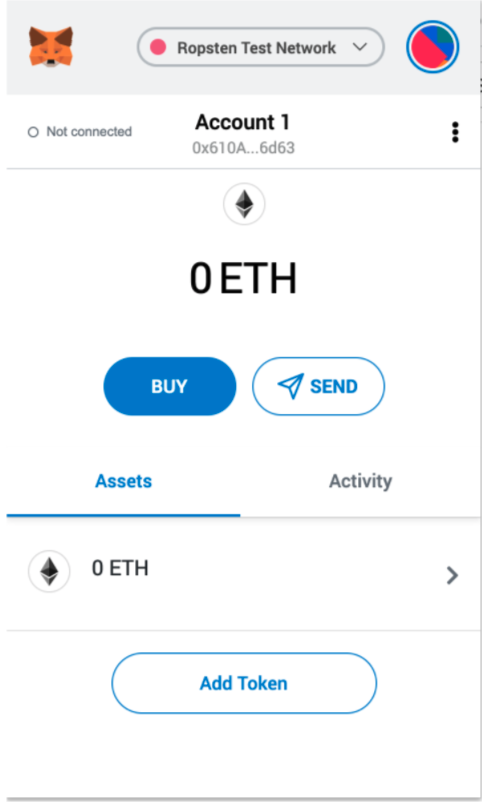 Ropsten Test Network
Not connected
Account 1
0x610A...6d63
0 ETH
BUY
SEND
Assets
Activity
0 ETH
Add Token